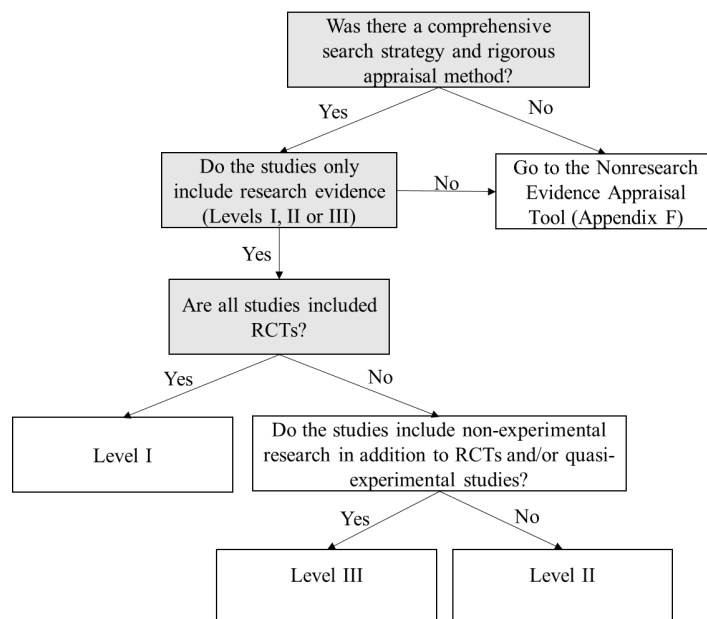 Was there a comprehensive
search strategy and rigorous
appraisal method?
Yes
No
Do the studies only
include research evidence
(Levels I, II or III)
No
Go to the Nonresearch
Evidence Appraisal
Tool (Appendix F)
Yes
Are all studies included
RCTs?
Yes
No
Level I
Do the studies include non-experimental
research in addition to RCTs and/or quasi-
experimental studies?
Yes
No
Level III
Level II